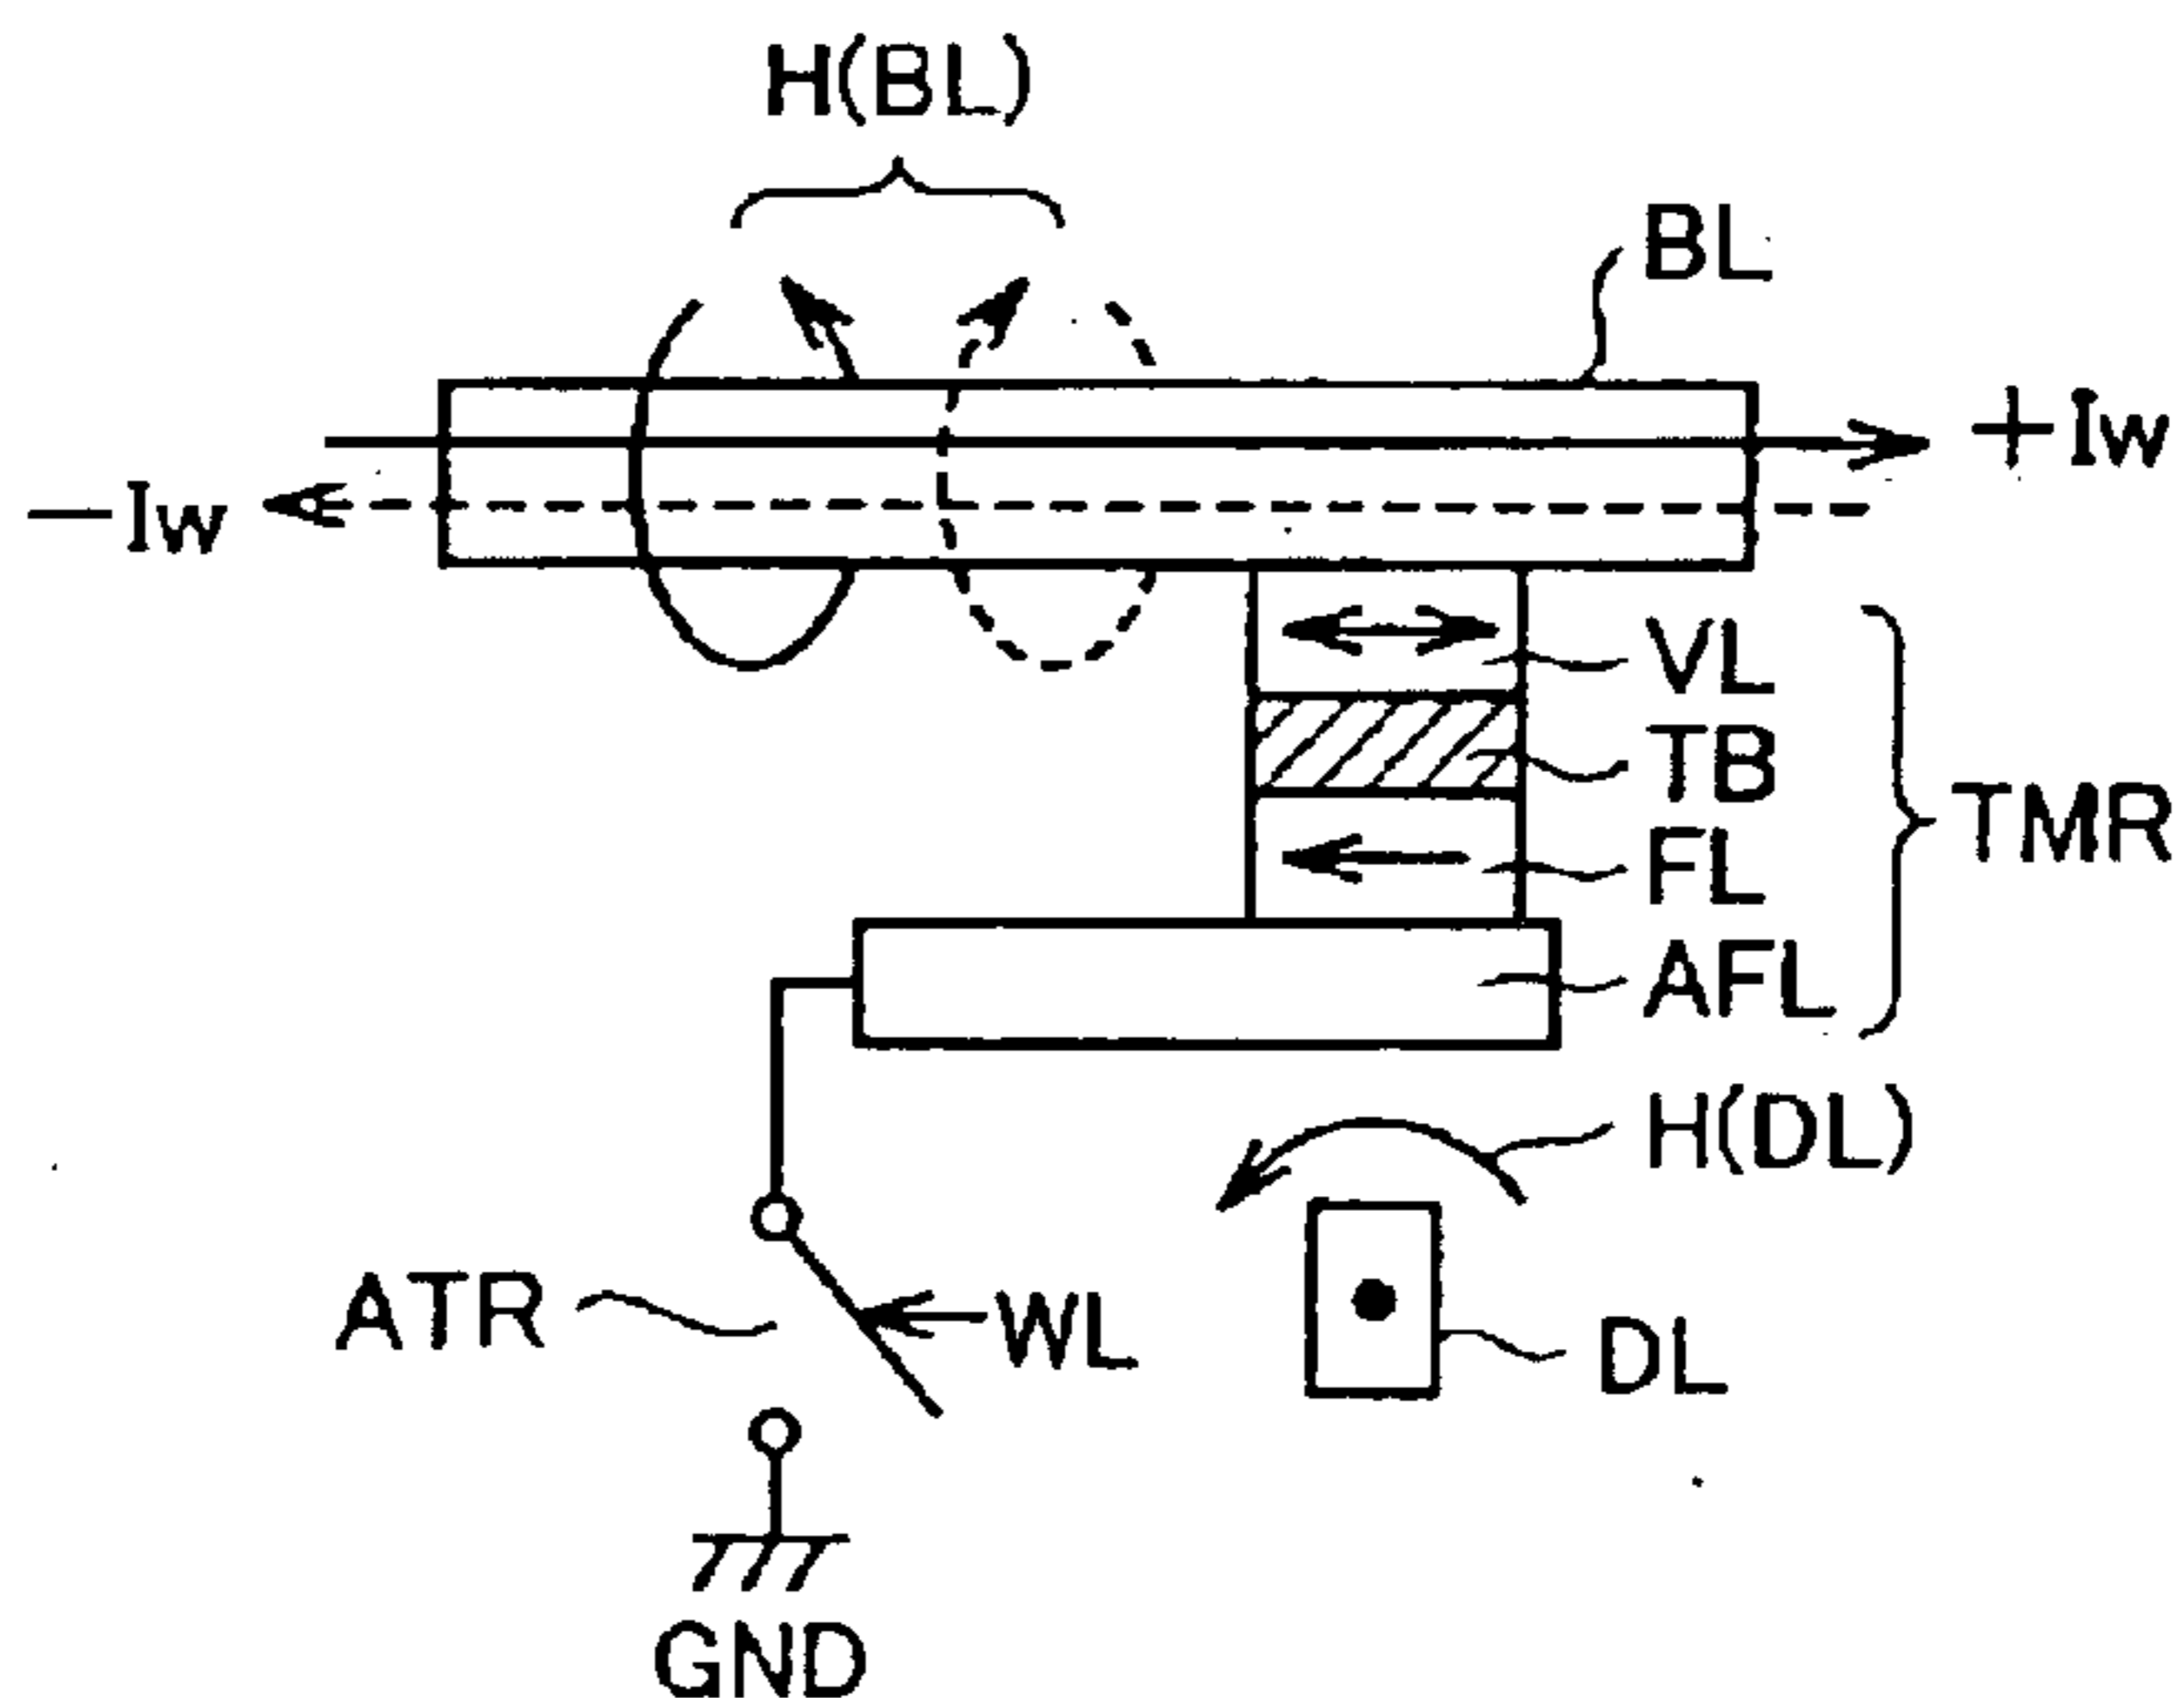 H(BL)
BL
+Iw
−Iw
VL
TB
TMR
FL
AFL
H(DL)
ATR
WL
DL
GND